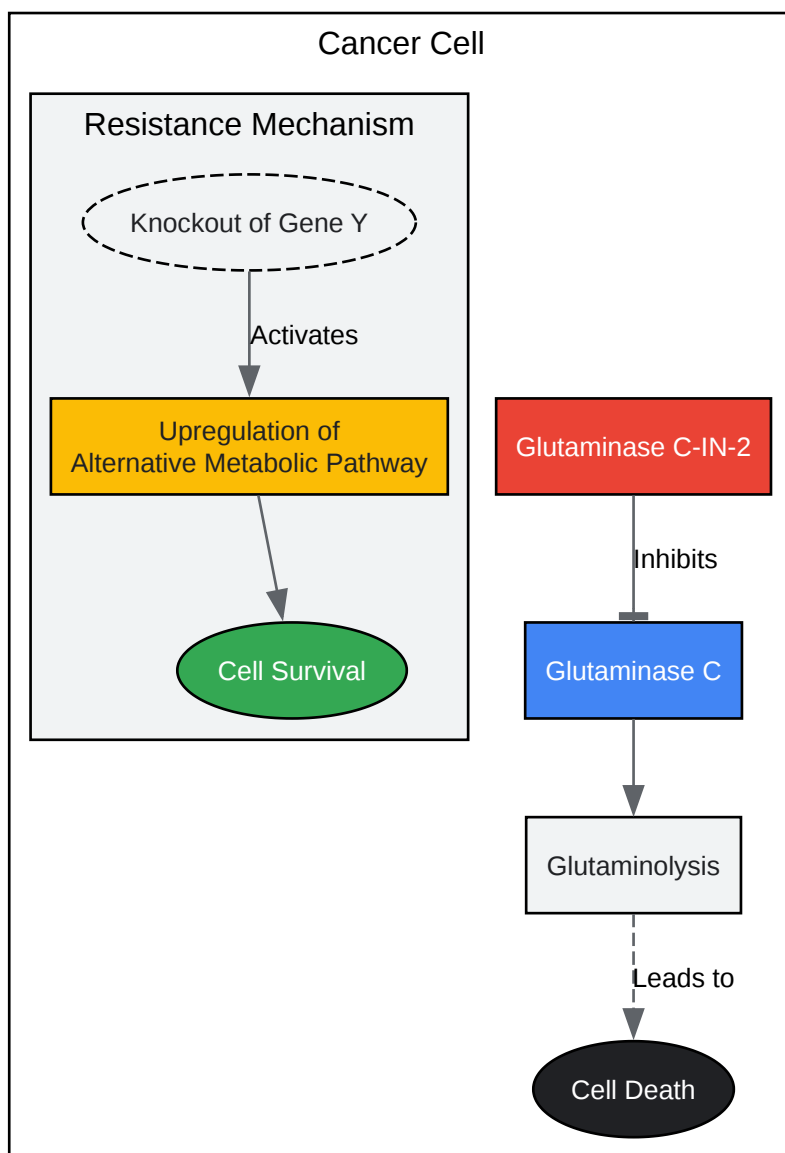 Cancer Cell
Resistance Mechanism
Knockout of Gene Y
Activates
Upregulation of
Alternative Metabolic Pathway
Cell Survival
Glutaminase C-IN-2
Inhibits
Glutaminase C
Glutaminolysis
Leads to
Cell Death